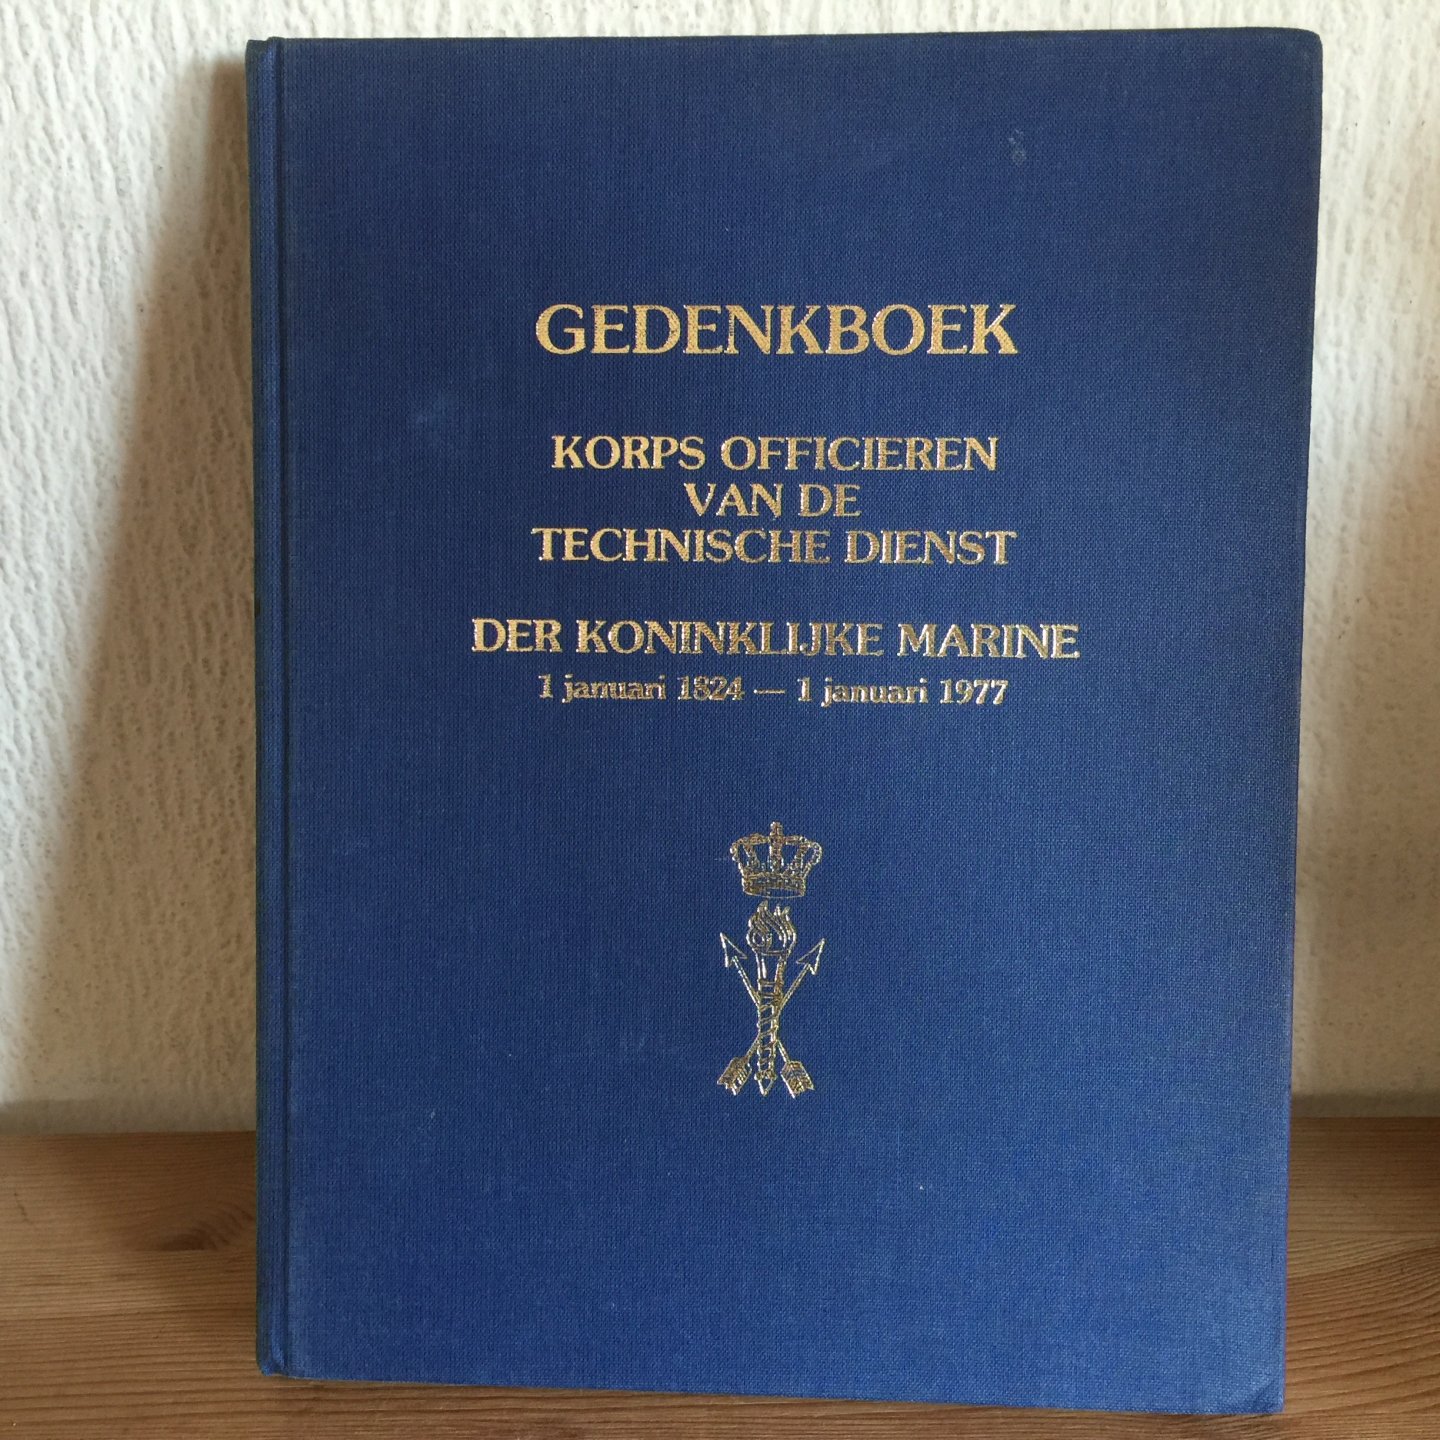 GEDENKBOEK
KORPS OFFICIEREN
VAN DE
TECHNISCHE DIENST
DER KONINKLIJKE MARINE
1 januari 1824 — 1 januari 1977